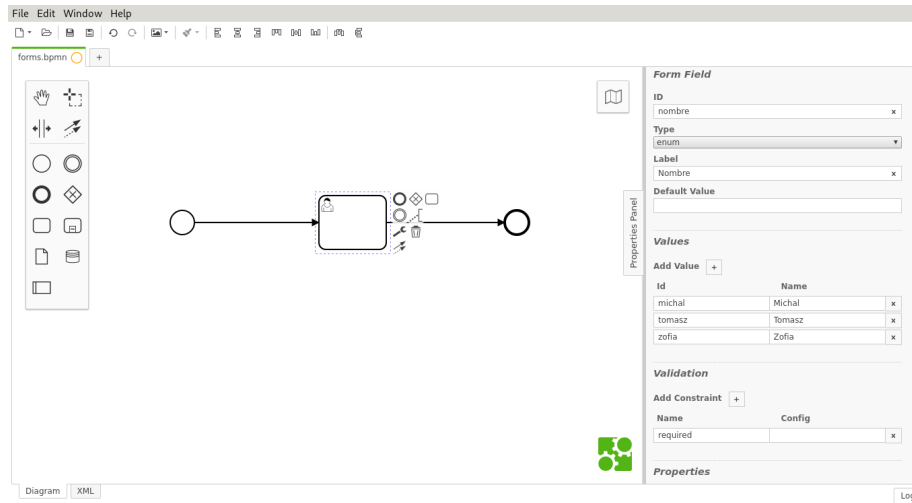 File Edit Window Help
forms.bpmn +
Form Field
ID
nombre ×
Type
enum
Label
Nombre ×
Default Value
Properties Panel
Values
Add Value +
Id Name
michal Michal ×
tomasz Tomasz ×
zofia Zofia ×
Validation
Add Constraint +
Name Config
required ×
Properties
Diagram XML